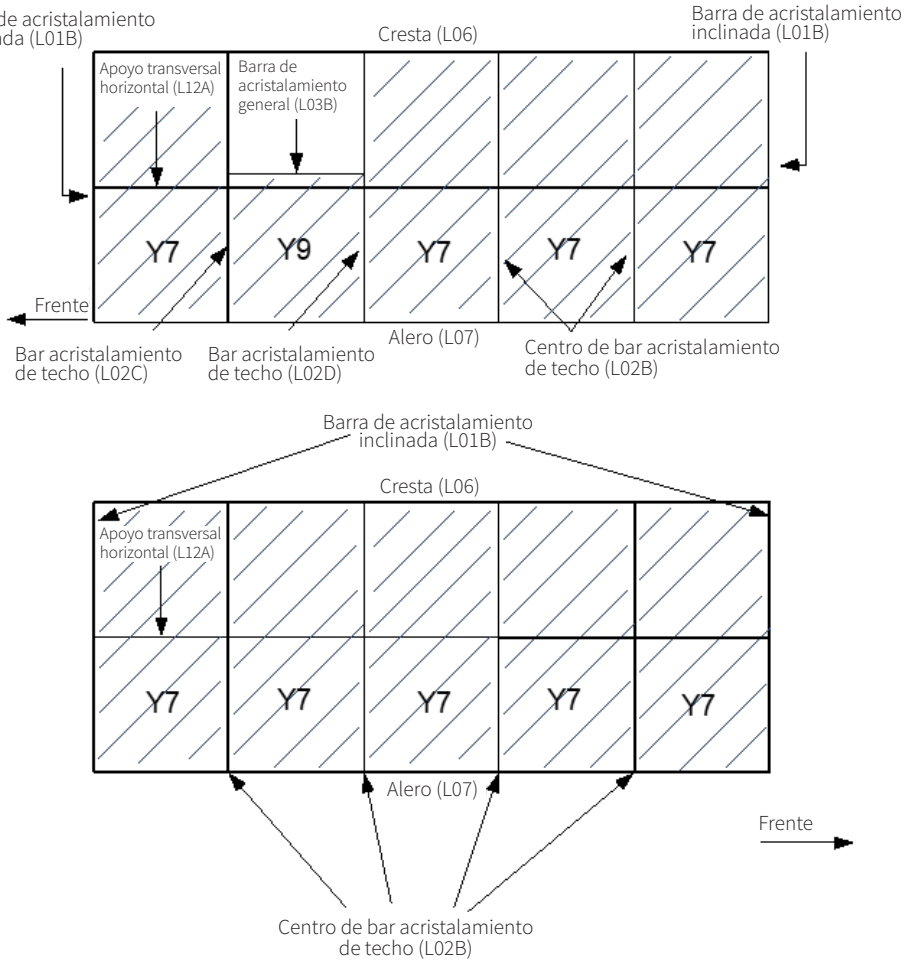 de acristalamiento
(L01B)
Barra de acristalamiento
inclinada (L01B)
Cresta (L06)
Apoyo transversal
horizontal (L12A)
Barra de
acristalamiento
general (L03B)
Y7
Y9
Y7
Y7
Y7
Frente
Alero (L07)
Bar acristalamiento
de techo (L02C)
Bar acristalamiento
de techo (L02D)
Centro de bar acristalamiento
de techo (L02B)
Barra de acristalamiento
inclinada (L01B)
Cresta (L06)
Apoyo transversal
horizontal (L12A)
Y7
Y7
Y7
Y7
Y7
Alero (L07)
Frente
Centro de bar acristalamiento
de techo (L02B)